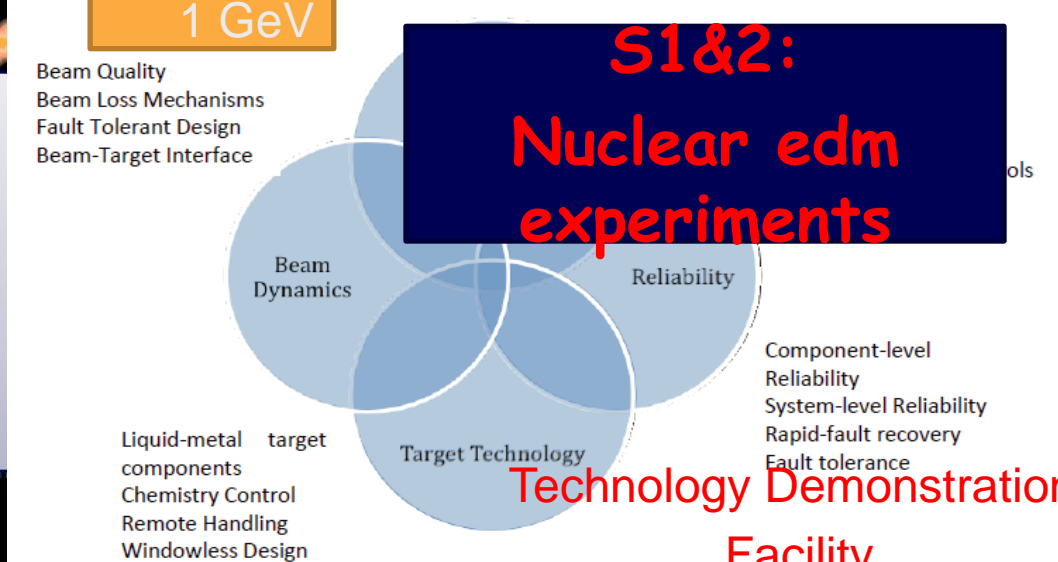 1 GeV
Beam Quality
Beam Loss Mechanisms
Fault Tolerant Design
Beam-Target Interface
S1&2:
Nuclear edm
experiments
Beam
Dynamics
Reliability
Component-level
Reliability
System-level Reliability
Rapid-fault recovery
Fault tolerance
Liquid-metal target
components
Chemistry Control
Remote Handling
Windowless Design
Target Technology
Technology Demonstration
Facility